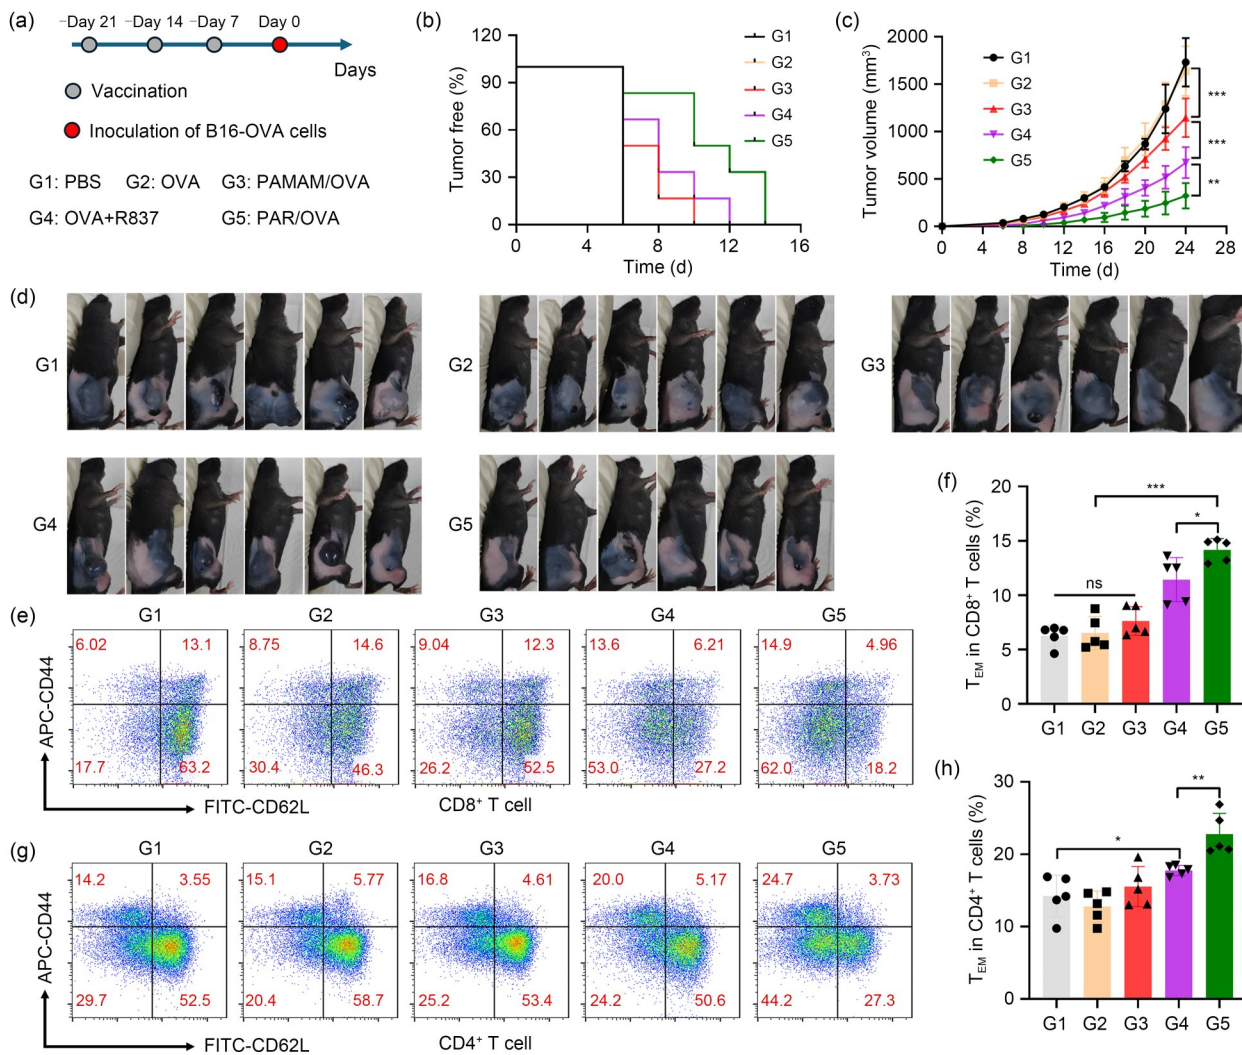 (a)
−Day 21 −Day 14 −Day 7 Day 0
Days
Vaccination
Inoculation of B16-OVA cells
G1: PBS G2: OVA G3: PAMAM/OVA
G4: OVA+R837 G5: PAR/OVA
(b)
Tumor free (%)
120
90
60
30
0
0 4 8 12 16
Time (d)
G1
G2
G3
G4
G5
(c)
Tumor volume (mm³)
2000
1500
1000
500
0
0 4 8 12 16 20 24 28
Time (d)
G1
G2
G3
G4
G5
***
***
**
(d)
G1
G2
G3
G4
G5
(e)
G1 G2 G3 G4 G5
6.02 13.1 8.75 14.6 9.04 12.3 13.6 6.21 14.9 4.96
17.7 63.2 30.4 46.3 26.2 52.5 53.0 27.2 62.0 18.2
APC-CD44
FITC-CD62L
CD8⁺ T cell
(f)
T_EM in CD8⁺ T cells (%)
20
15
10
5
0
***
*
ns
G1 G2 G3 G4 G5
(g)
G1 G2 G3 G4 G5
14.2 3.55 15.1 5.77 16.8 4.61 20.0 5.17 24.7 3.73
29.7 52.5 20.4 58.7 25.2 53.4 24.2 50.6 44.2 27.3
APC-CD44
FITC-CD62L
CD4⁺ T cell
(h)
T_EM in CD4⁺ T cells (%)
30
20
10
0
**
*
G1 G2 G3 G4 G5